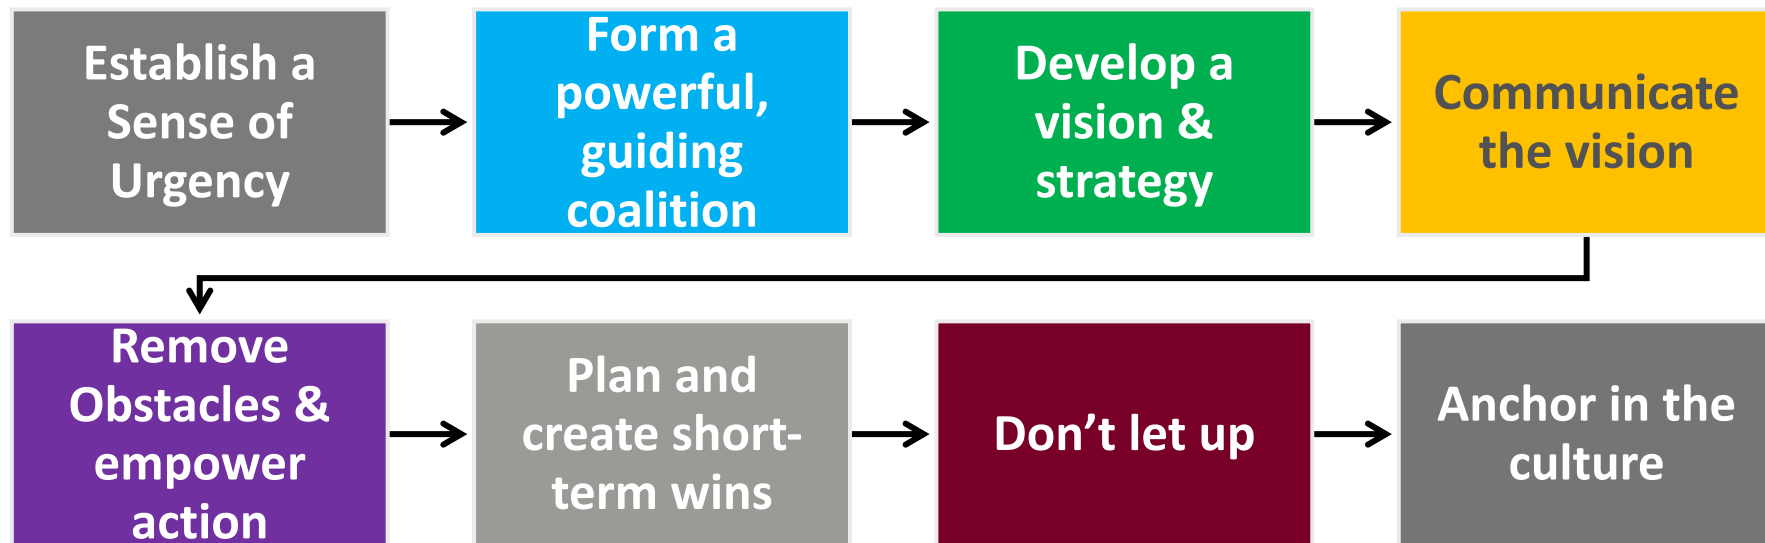 Establish a
Sense of
Urgency
Form a
powerful,
guiding
coalition
Develop a
vision &
strategy
Communicate
the vision
Remove
Obstacles &
empower
action
Plan and
create short-
term wins
Don’t let up
Anchor in the
culture